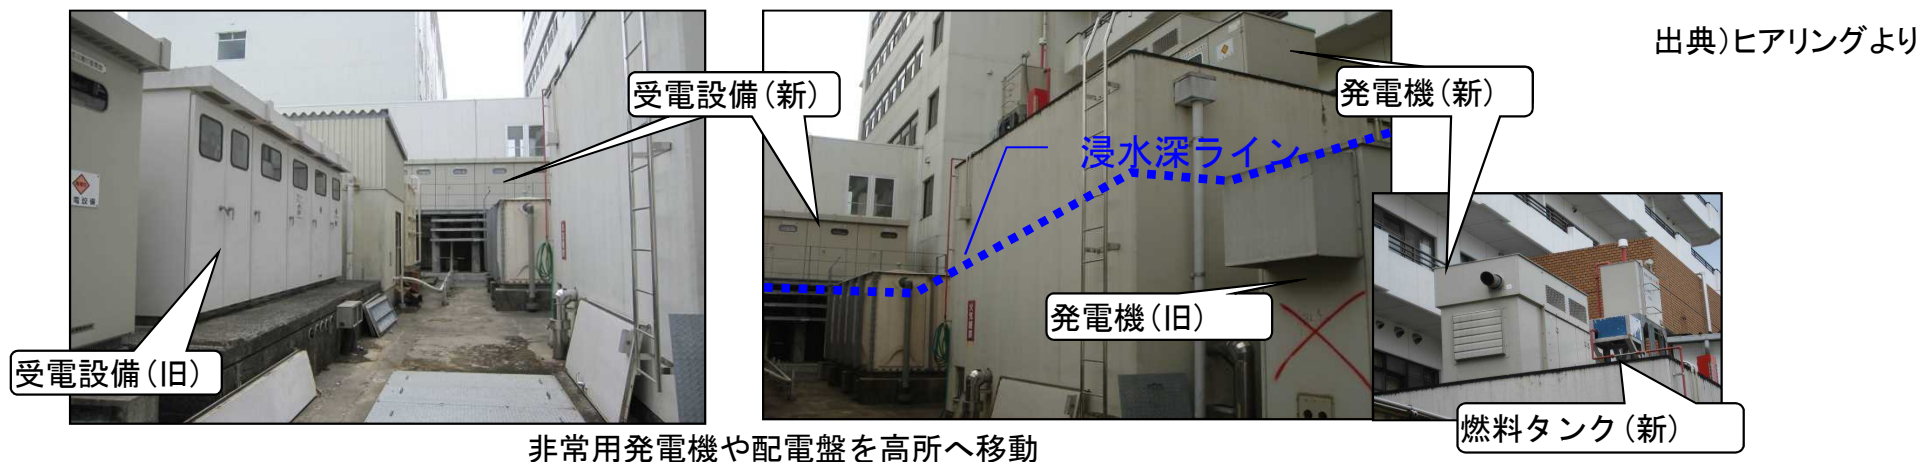 出典)ヒアリングより
受電設備(新)
発電機(新)
浸水深ライン
発電機(旧)
受電設備(旧)
燃料タンク(新)
非常用発電機や配電盤を高所へ移動